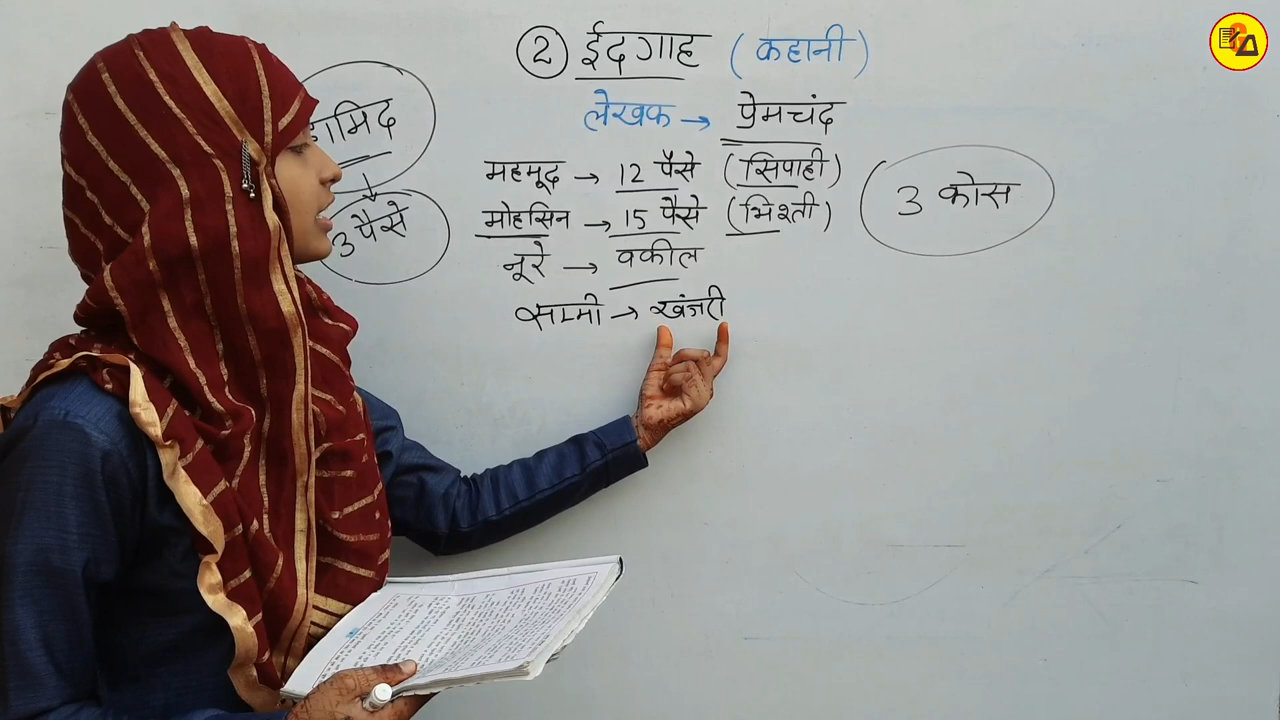 ② ईदगाह (कहानी)
लेखक → प्रेमचंद
महमूद → 12 पैसे (सिपाही)
मोहसिन → 15 पैसे (भिश्ती)
नूरे → वकील
सम्मी → खंजरी
ामिद
3 पैसे
3 कोस